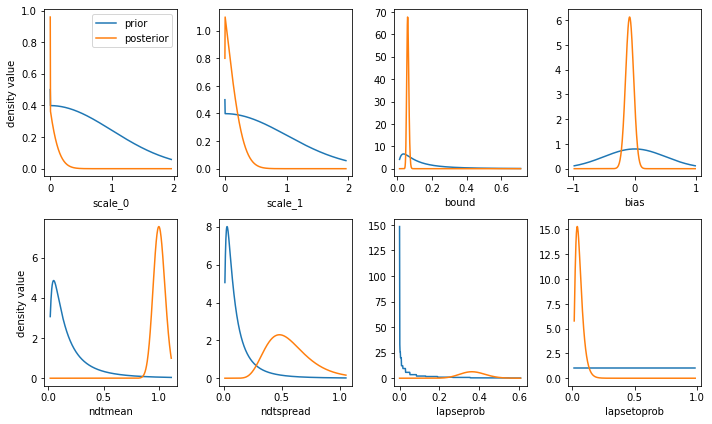 density value
1.0
0.8
0.6
0.4
0.2
0.0
prior
posterior
0 1 2
scale_0
1.0
0.8
0.6
0.4
0.2
0.0
0 1 2
scale_1
70
60
50
40
30
20
10
0
0.0 0.2 0.4 0.6
bound
6
5
4
3
2
1
0
−1 0 1
bias
density value
6
4
2
0
0.0 0.5 1.0
ndtmean
8
6
4
2
0
0.0 0.5 1.0
ndtspread
150
125
100
75
50
25
0
0.0 0.2 0.4 0.6
lapseprob
15.0
12.5
10.0
7.5
5.0
2.5
0.0
0.0 0.5 1.0
lapsetoprob